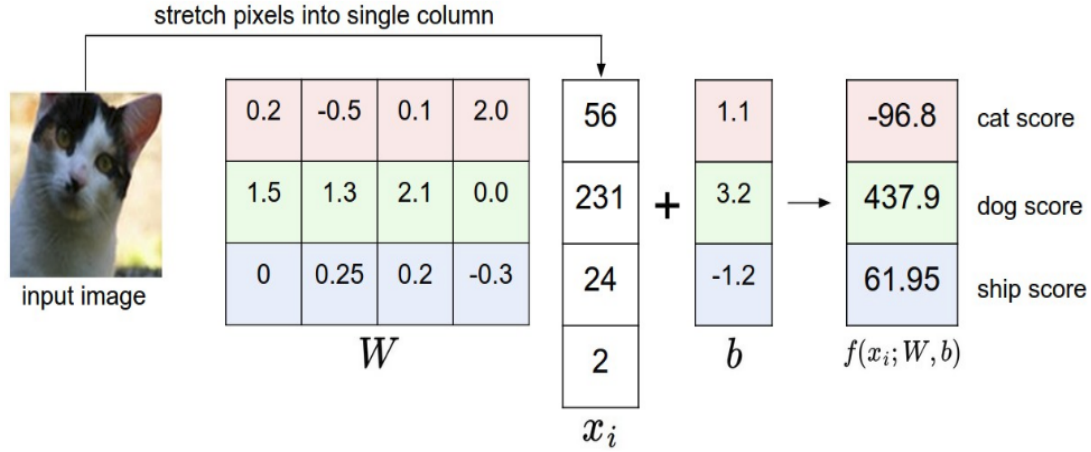 stretch pixels into single column
0.2 -0.5 0.1 2.0 56 1.1 -96.8 cat score
1.5 1.3 2.1 0.0 231 + 3.2 437.9 dog score
0 0.25 0.2 -0.3 24 -1.2 61.95 ship score
input image
W 2 b f(x_i; W, b)
x_i